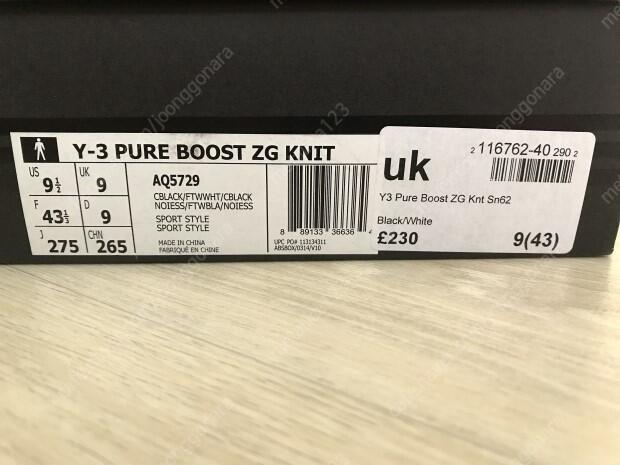 Y-3 PURE BOOST ZG KNIT
US 9½ UK 9
F 43⅓ D 9
J 275 CHN 265
AQ5729
CBLACK/FTWWHT/CBLACK
NOIESS/FTWBLA/NOIESS
SPORT STYLE
SPORT STYLE
MADE IN CHINA
FABRIQUÉ EN CHINE
8 89133 36636 4
UPC PO# 113134311
ABSBOX/0314/V10
uk
2 116762-40 290 2
Y3 Pure Boost ZG Knt Sn62
Black/White
£230 9(43)
joonggonara